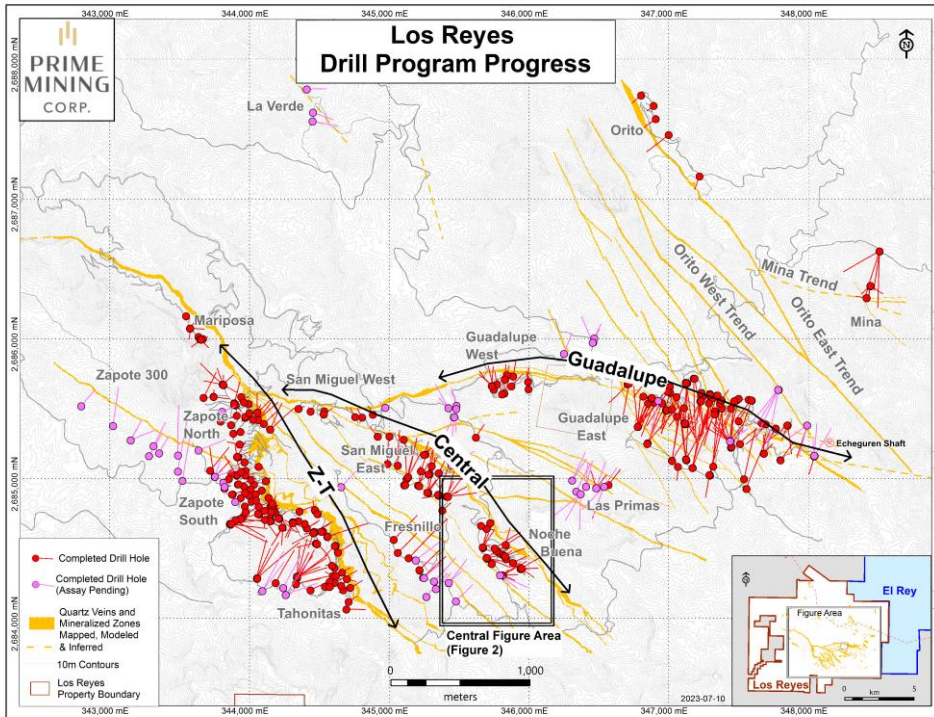 PRIME
MINING
CORP.
Los Reyes
Drill Program Progress
N
343,000 mE
344,000 mE
345,000 mE
346,000 mE
347,000 mE
348,000 mE
2,688,000 mN
2,687,000 mN
2,686,000 mN
2,685,000 mN
2,684,000 mN
La Verde
Orito
Mina Trend
Orito West Trend
Orito East Trend
Mina
Mariposa
Guadalupe
West
Guadalupe
Zapote 300
San Miguel West
Zapote
North
Guadalupe
East
Echeguren Shaft
Central
San Miguel
East
Z-T
Las Primas
Zapote
South
Fresnillo
Noche
Buena
Tahonitas
Central Figure Area
(Figure 2)
Completed Drill Hole
Completed Drill Hole
(Assay Pending)
Quartz Veins and
Mineralized Zones
Mapped, Modeled
& Inferred
10m Contours
Los Reyes
Property Boundary
0
1,000
meters
2023-07-10
N
El Rey
Figure Area
Los Reyes
0
5
km
343,000 mE
344,000 mE
345,000 mE
346,000 mE
347,000 mE
348,000 mE